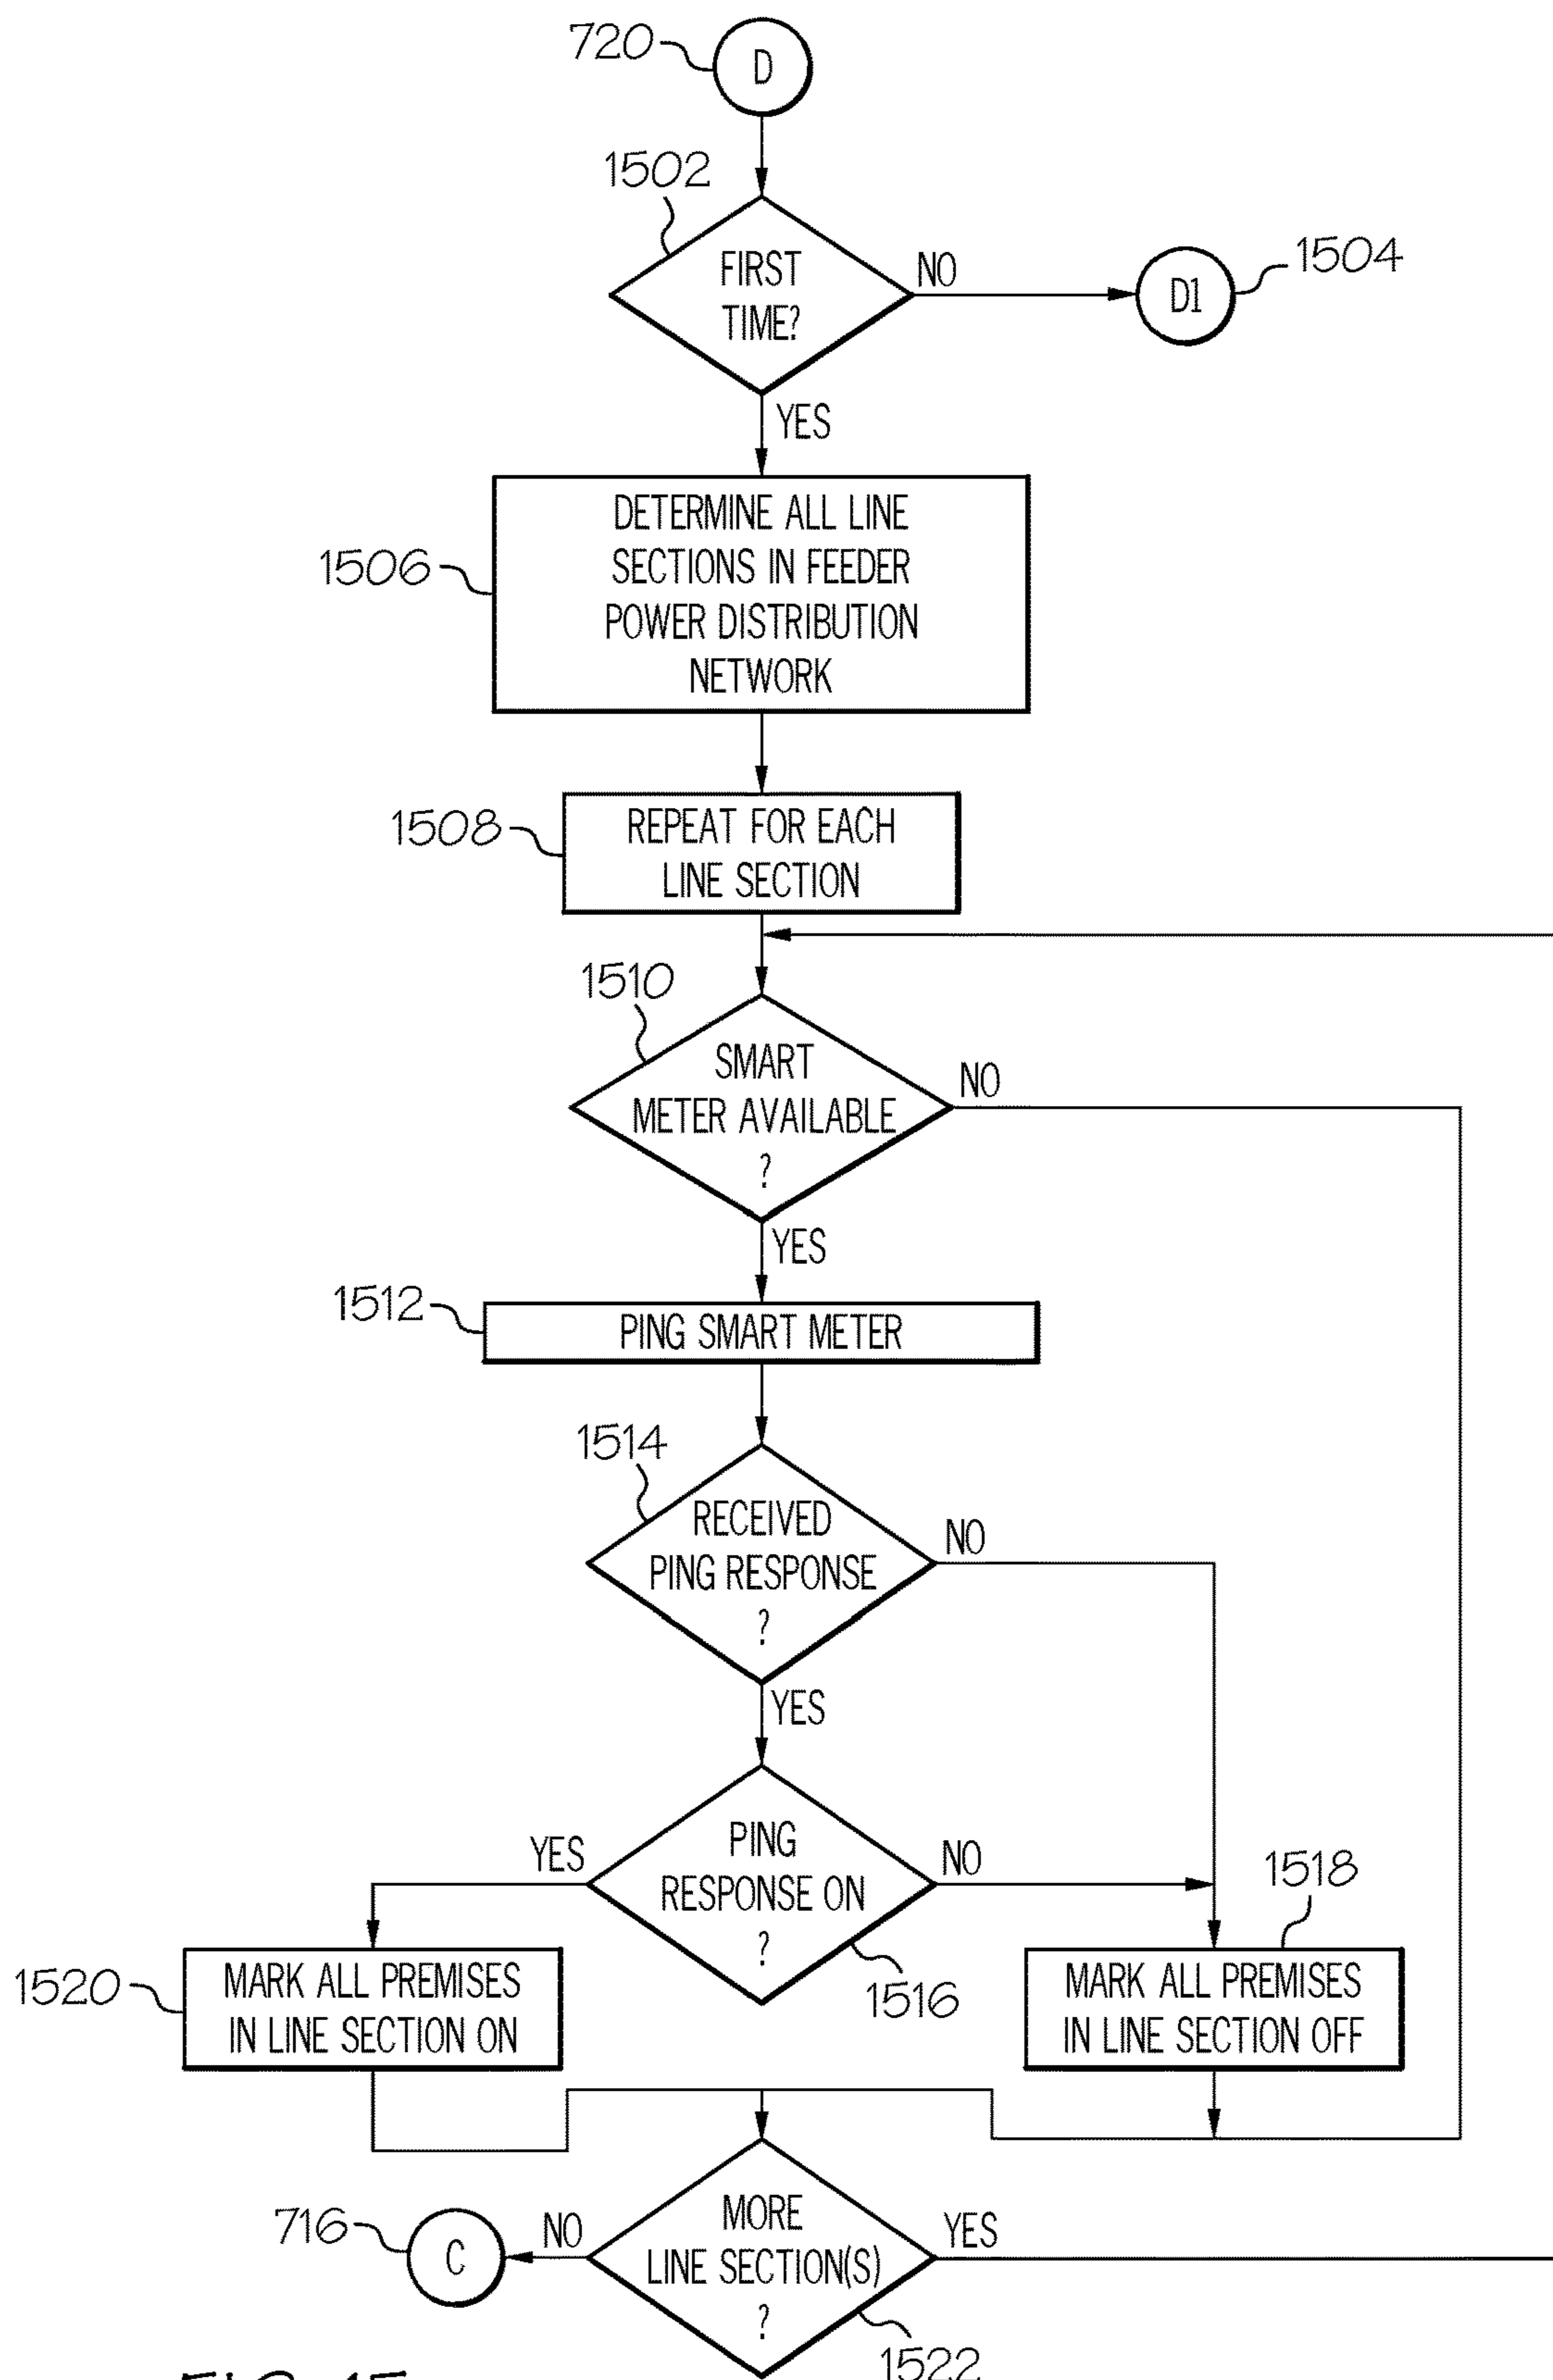 720
D
1502
FIRST
TIME?
NO
D1
1504
YES
1506
DETERMINE ALL LINE
SECTIONS IN FEEDER
POWER DISTRIBUTION
NETWORK
1508
REPEAT FOR EACH
LINE SECTION
1510
SMART
METER AVAILABLE
?
NO
YES
1512
PING SMART METER
1514
RECEIVED
PING RESPONSE
?
NO
YES
PING
RESPONSE ON
?
YES
NO
1516
1518
1520
MARK ALL PREMISES
IN LINE SECTION ON
MARK ALL PREMISES
IN LINE SECTION OFF
716
C
NO
MORE
LINE SECTION(S)
?
YES
1522